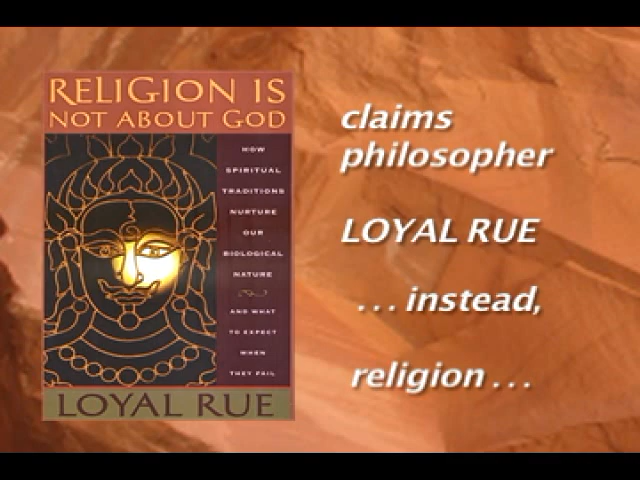 RELIGION IS
NOT ABOUT GOD
HOW
SPIRITUAL
TRADITIONS
NURTURE
OUR
BIOLOGICAL
NATURE
AND WHAT
TO EXPECT
WHEN
THEY FAIL
LOYAL RUE
claims
philosopher
LOYAL RUE
. . . instead,
religion . . .